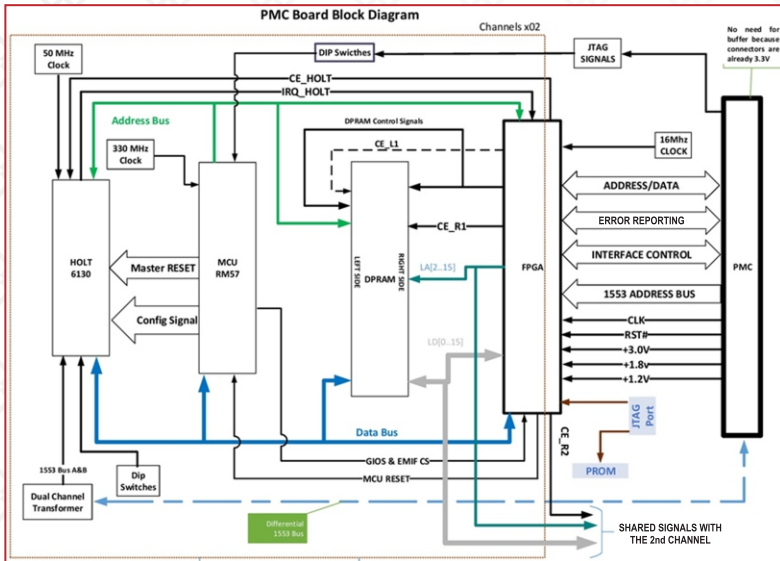 PMC Board Block Diagram
Channels x02
No need for
buffer because
connectors are
already 3.3V
50 MHz
Clock
DIP Swicthes
JTAG
SIGNALS
CE_HOLT
IRQ_HOLT
Address Bus
DPRAM Control Signals
CE_L1
330 MHz
Clock
16Mhz
CLOCK
ADDRESS/DATA
ERROR REPORTING
INTERFACE CONTROL
1553 ADDRESS BUS
CLK
RST#
+3.0V
+1.8v
+1.2V
HOLT
6130
Master RESET
Config Signal
MCU
RM57
LEFT SIDE
DPRAM
RIGHT SIDE
CE_R1
LA[2..15]
LD[0..15]
FPGA
PMC
JTAG
Port
PROM
CE_R2
Data Bus
GIOS & EMIF CS
MCU RESET
1553 Bus A&B
Dip
Switches
Dual Channel
Transformer
Differential
1553 Bus
SHARED SIGNALS WITH
THE 2nd CHANNEL